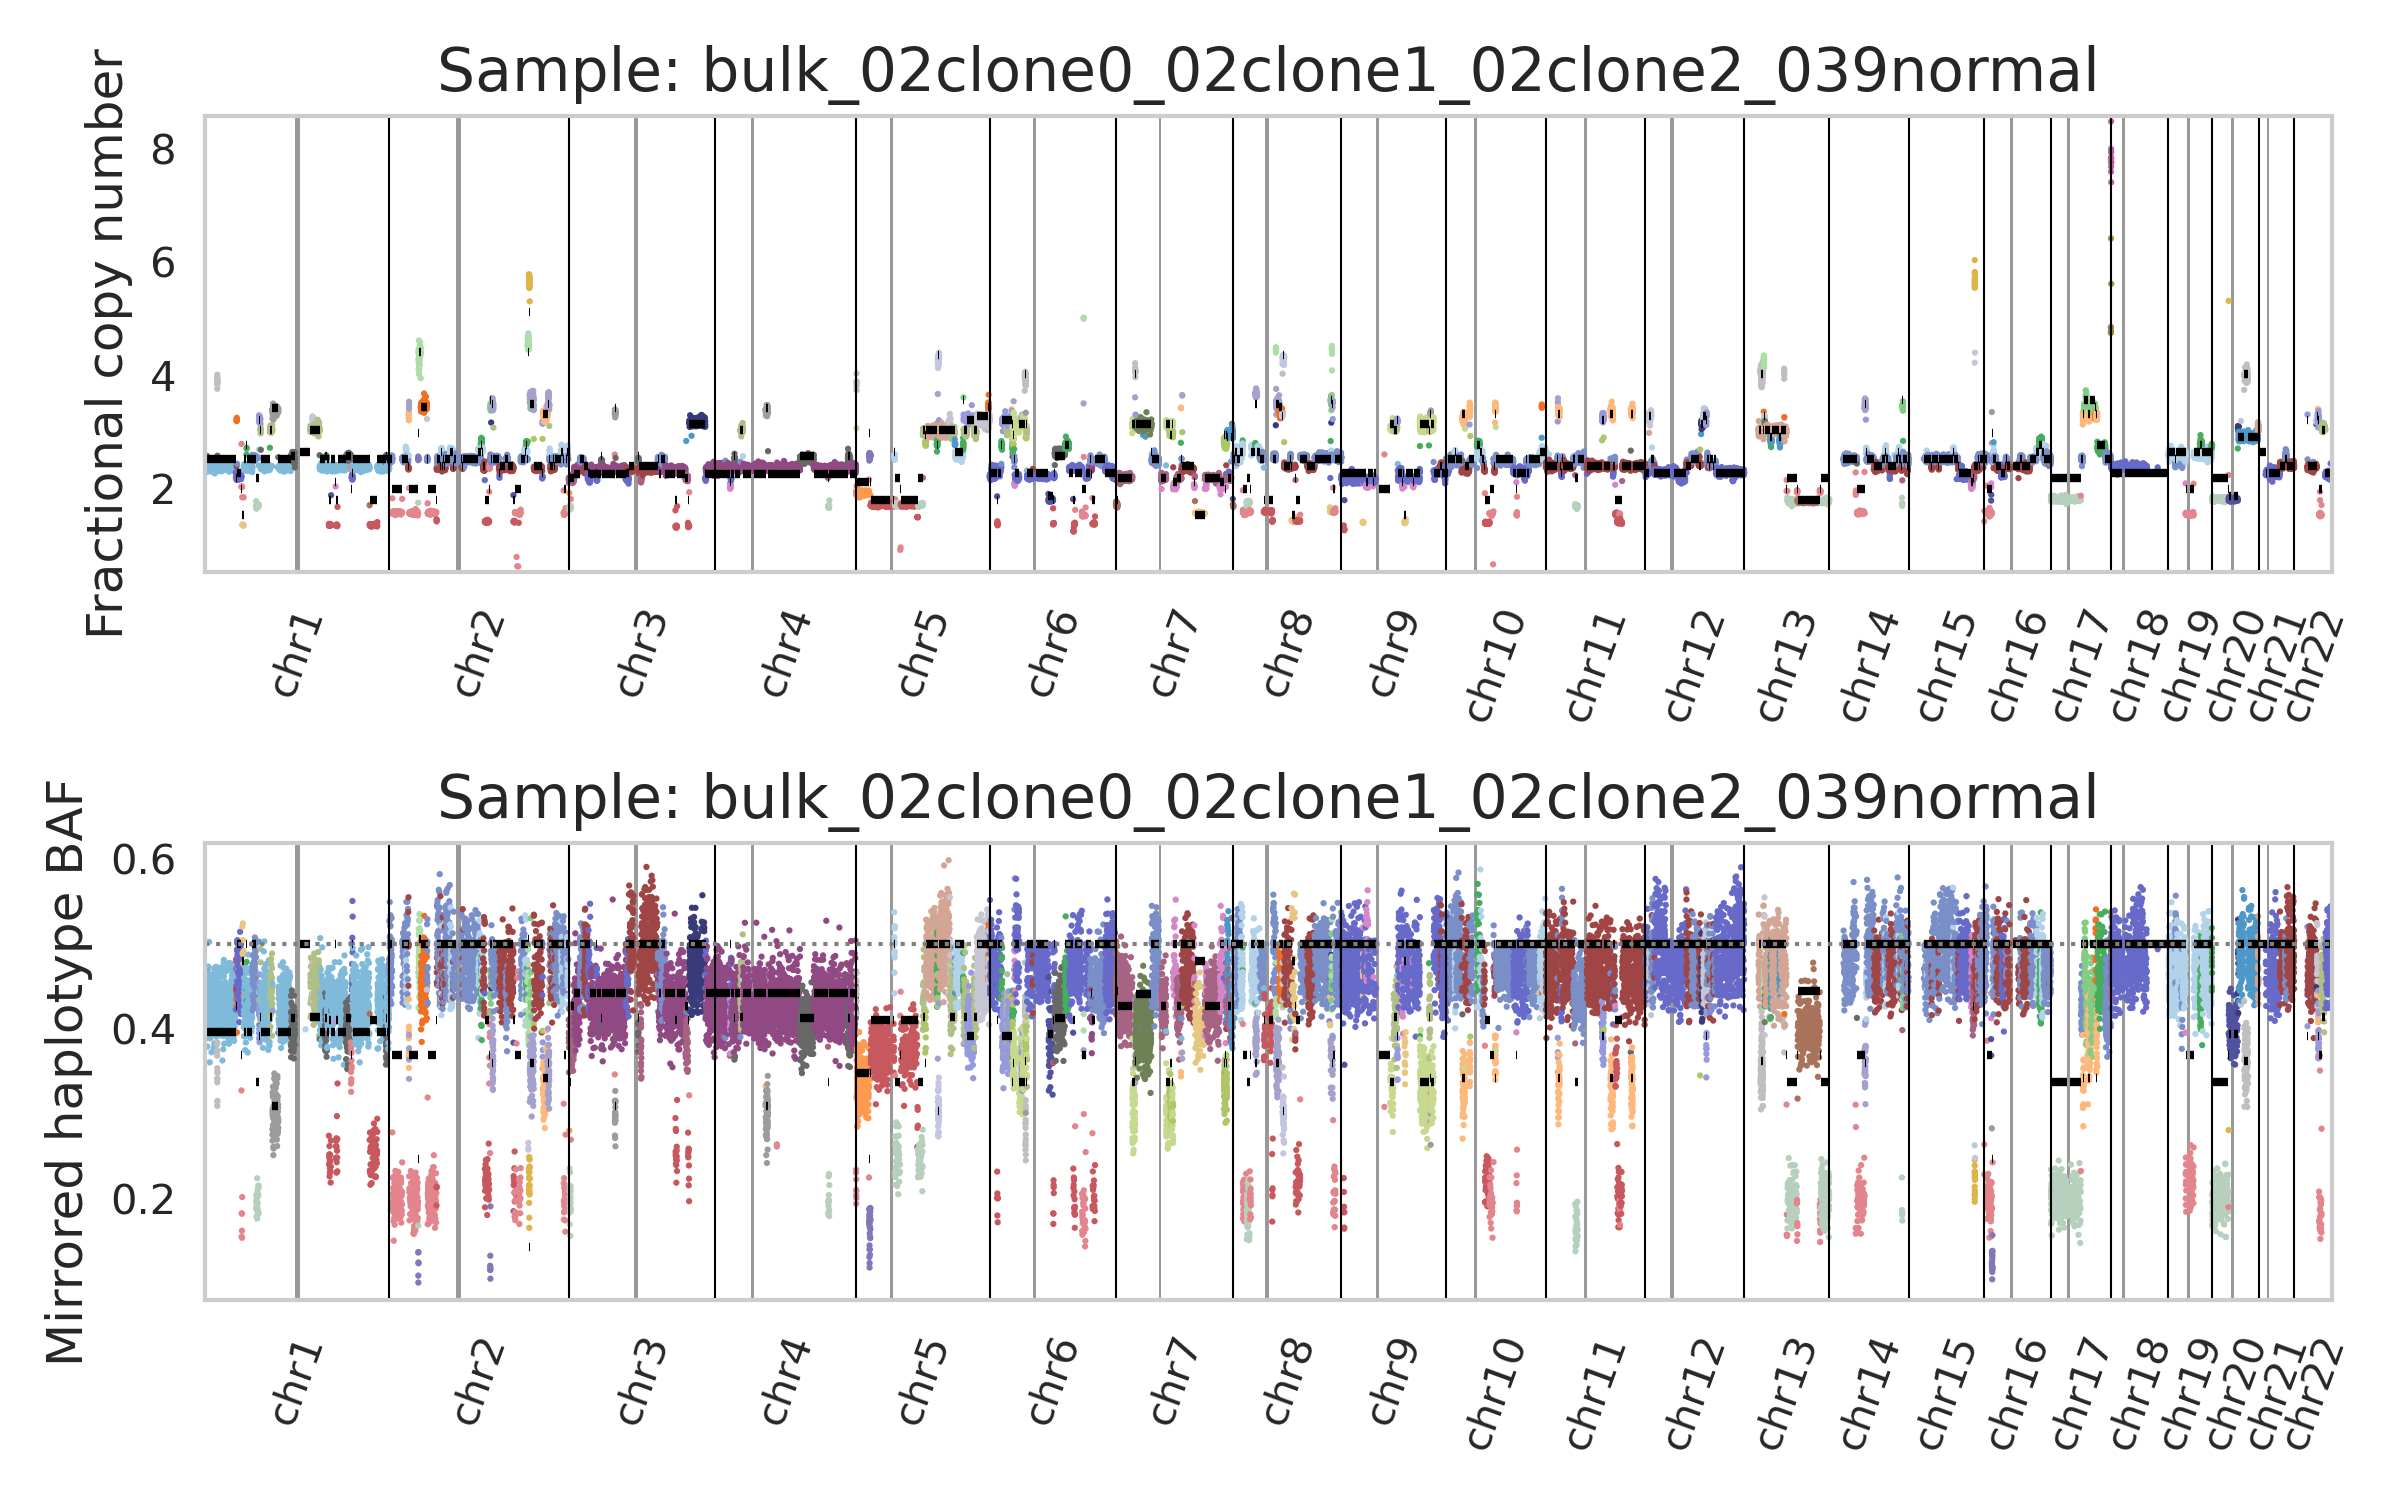 Sample: bulk_02clone0_02clone1_02clone2_039normal
Fractional copy number
8
6
4
2
chr1 chr2 chr3 chr4 chr5 chr6 chr7 chr8 chr9 chr10 chr11 chr12 chr13 chr14 chr15 chr16 chr17 chr18 chr19 chr20 chr21 chr22
Sample: bulk_02clone0_02clone1_02clone2_039normal
Mirrored haplotype BAF
0.6
0.4
0.2
chr1 chr2 chr3 chr4 chr5 chr6 chr7 chr8 chr9 chr10 chr11 chr12 chr13 chr14 chr15 chr16 chr17 chr18 chr19 chr20 chr21 chr22